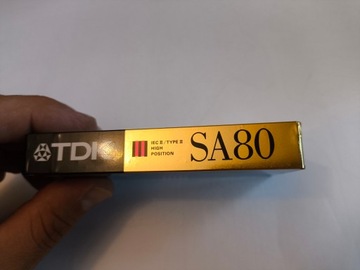 TDK
IEC II / TYPE II
HIGH
POSITION
SA80